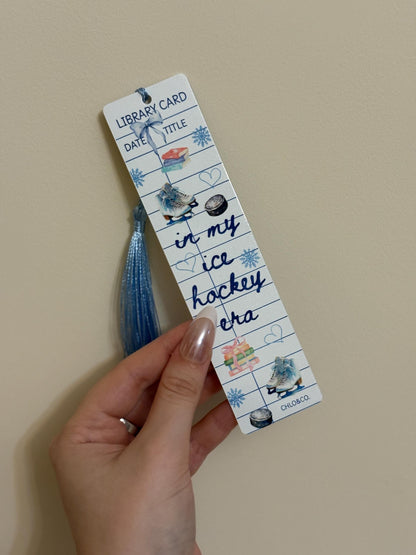 LIBRARY CARD
DATE TITLE
in my
ice
hockey
era
CHLO&CO.